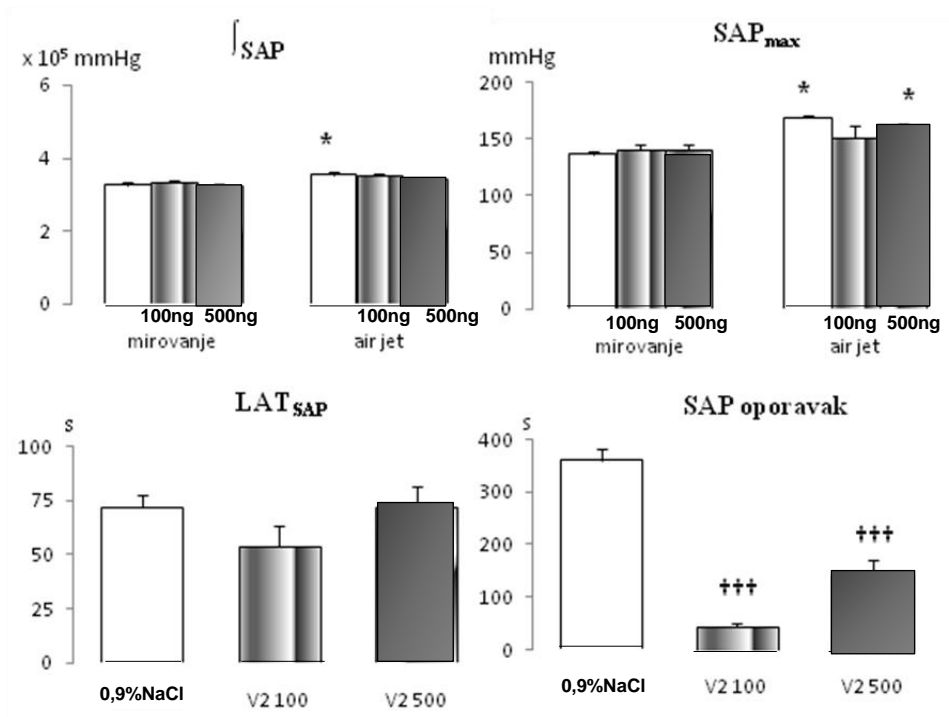 ∫SAP
x 10⁵ mmHg
6
4
2
0
*
100ng 500ng 100ng 500ng
mirovanje air jet
SAPmax
mmHg
200
150
100
50
0
* *
100ng 500ng 100ng 500ng
mirovanje air jet
LATSAP
s
100
75
50
25
0
0,9%NaCl V2 100 V2 500
SAP oporavak
s
400
300
200
100
0
‡‡‡ ‡‡‡
0,9%NaCl V2 100 V2 500